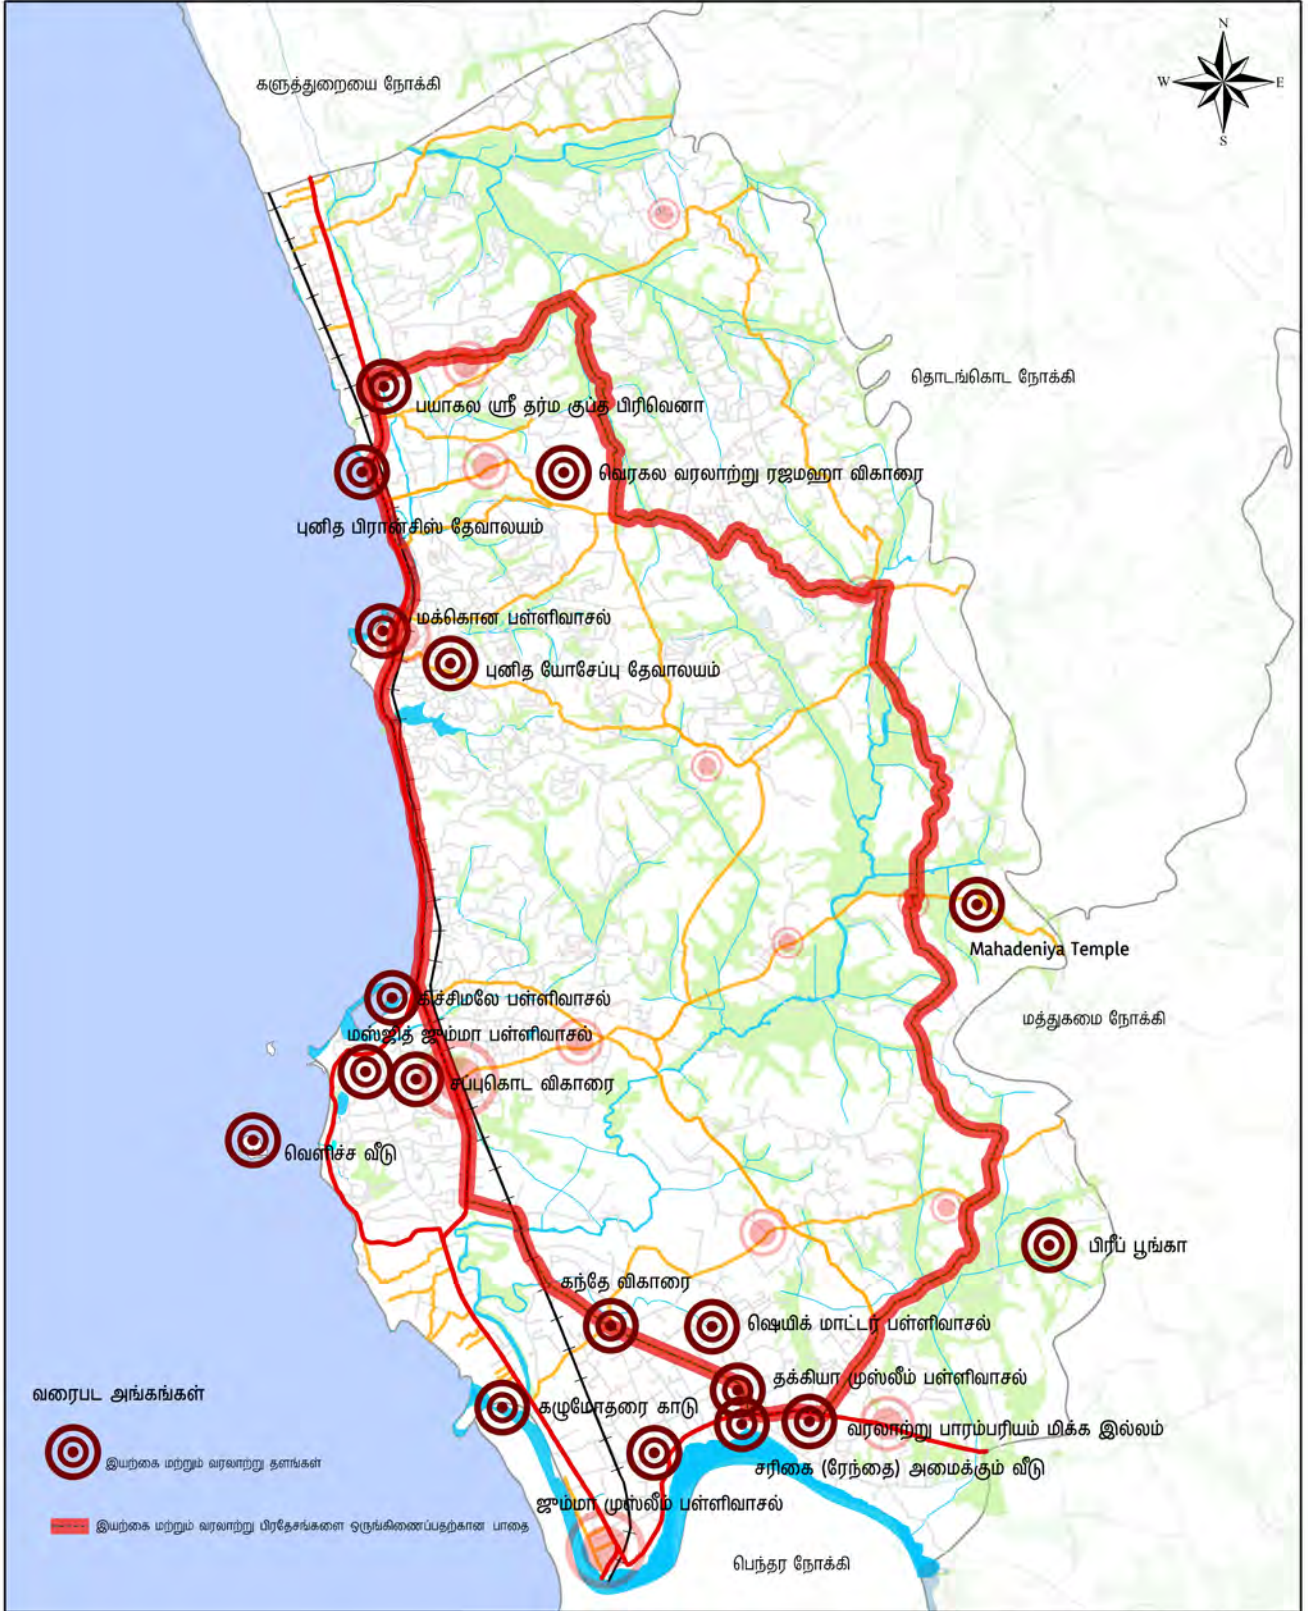 N
களுத்துறையை நோக்கி
W
E
S
தொடங்கொட நோக்கி
பயாகல ஸ்ரீ தர்ம குப்த பிரிவெனா
வெரகல வரலாற்று ரஜமஹா விகாரை
புனித பிரான்சிஸ் தேவாலயம்
மக்கொன பள்ளிவாசல்
புனித யோசேப்பு தேவாலயம்
Mahadeniya Temple
கிச்சிமலே பள்ளிவாசல்
மத்துகமை நோக்கி
மஸ்ஜித் ஜும்மா பள்ளிவாசல்
சப்புகொட விகாரை
வெளிச்ச வீடு
பிரீப் பூங்கா
கந்தே விகாரை
ஷெயிக் மாட்டர் பள்ளிவாசல்
தக்கியா முஸ்லீம் பள்ளிவாசல்
வரைபட அங்கங்கள்
கழுமோதரை காடு
வரலாற்று பாரம்பரியம் மிக்க இல்லம்
இயற்கை மற்றும் வரலாற்று தளங்கள்
சரிகை (ரேந்தை) அமைக்கும் வீடு
ஜும்மா முஸ்லீம் பள்ளிவாசல்
இயற்கை மற்றும் வரலாற்று பிரதேசங்களை ஒருங்கிணைப்பதற்கான பாதை
பெந்தர நோக்கி